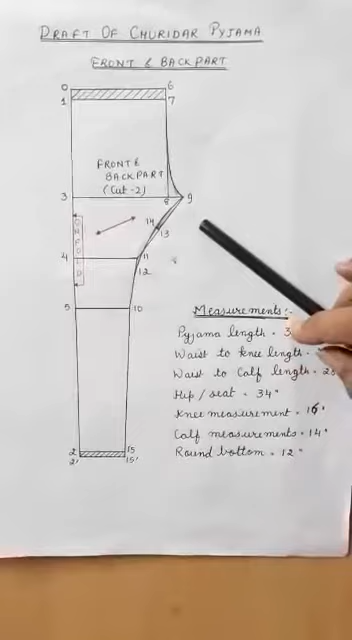 DRAFT OF CHURIDAR PYJAMA
FRONT & BACK PART
0 6
1 7
FRONT &
BACK PART
(Cut-2)
3 8 9
ON FOLD
14
13
4 11
12
5 10
Measurements:-
Pyjama length = 3
Waist to knee length =
Waist to Calf length = 25
Hip / seat = 34"
Knee measurement = 16"
Calf measurements = 14"
Round bottom = 12"
2 15
2' 15'